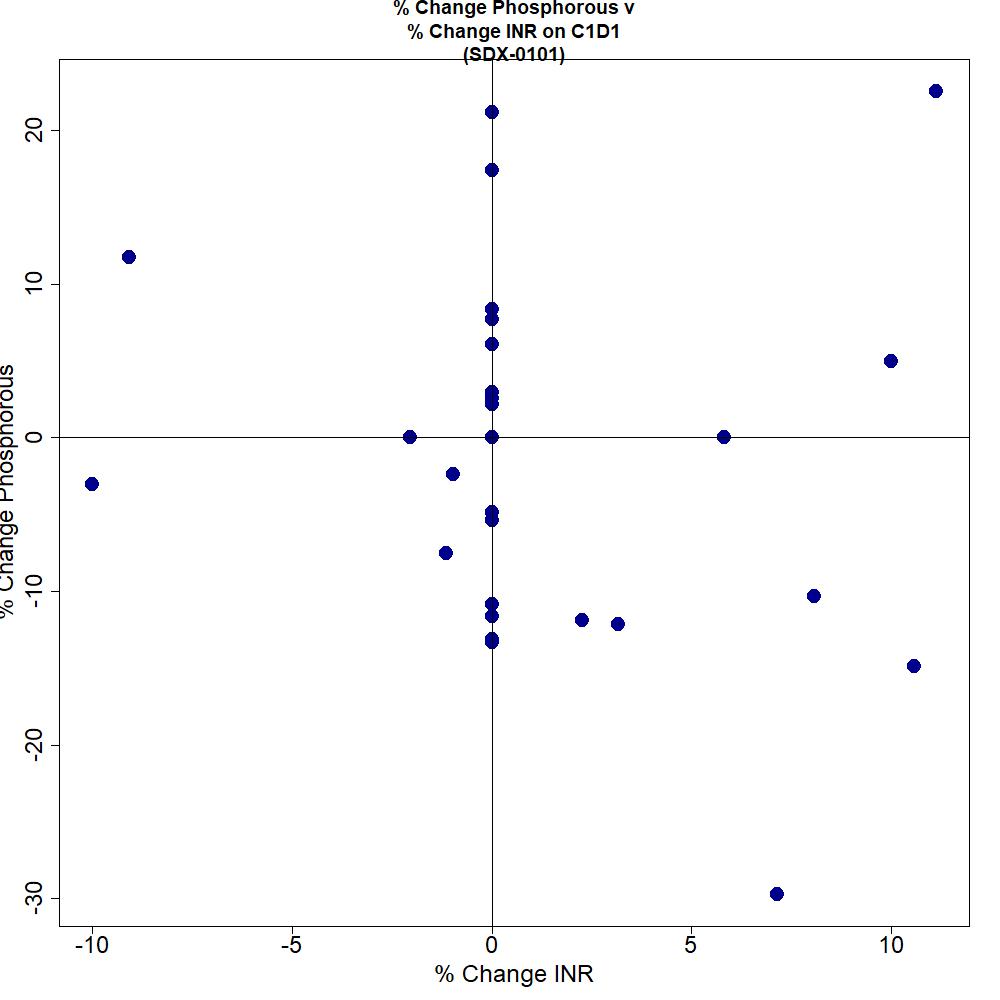 % Change Phosphorous v
% Change INR on C1D1
(SDX-0101)
20
10
0
-10
-20
-30
% Change Phosphorous
-10
-5
0
5
10
% Change INR